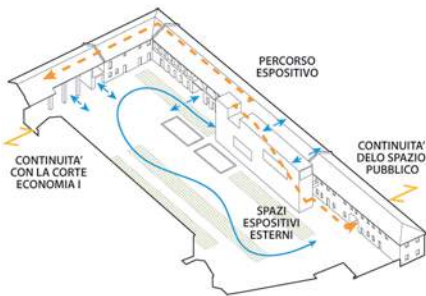 PERCORSO
ESPOSITIVO
CONTINUITA'
CON LA CORTE
ECONOMIA I
CONTINUITA'
DELO SPAZIO
PUBBLICO
SPAZI
ESPOSITIVI
ESTERNI